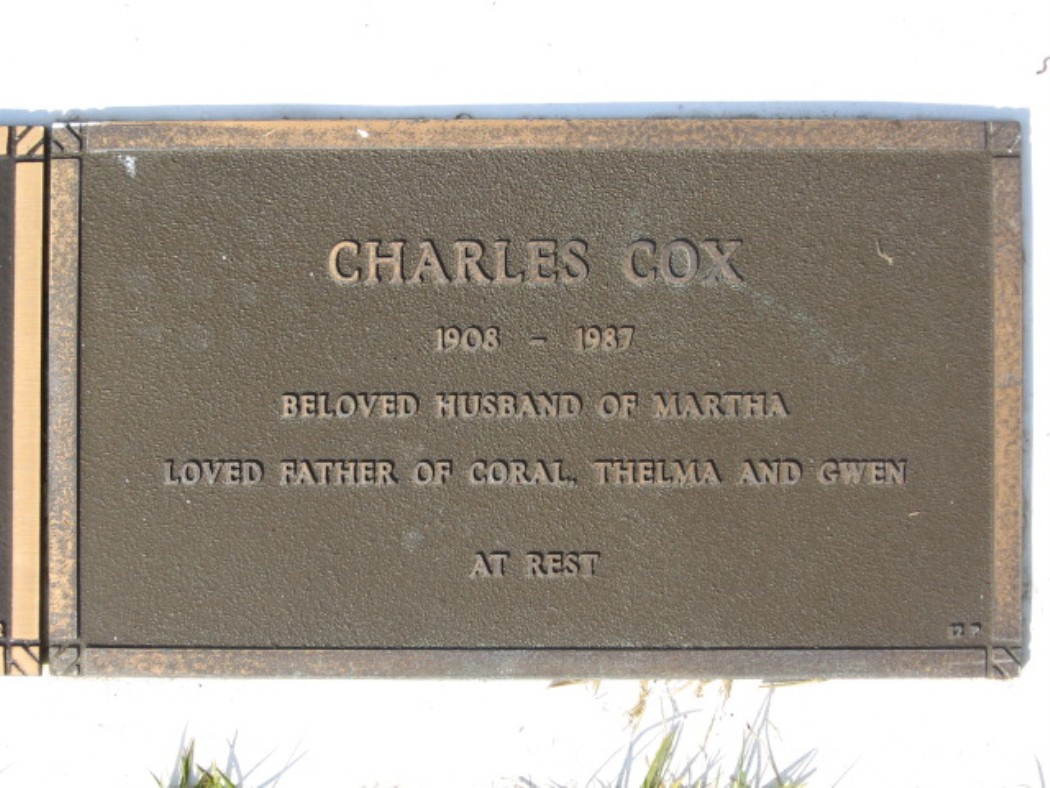 CHARLES COX
1908 - 1987
BELOVED HUSBAND OF MARTHA
LOVED FATHER OF CORAL, THELMA AND GWEN
AT REST